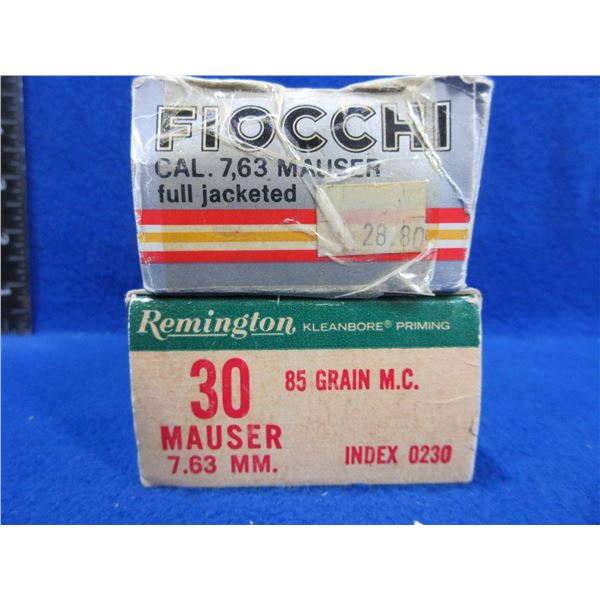 FIOCCHI
CAL. 7,63 MAUSER
full jacketed
28.80
Remington KLEANBORE® PRIMING
30 85 GRAIN M.C.
MAUSER
7.63 MM. INDEX 0230